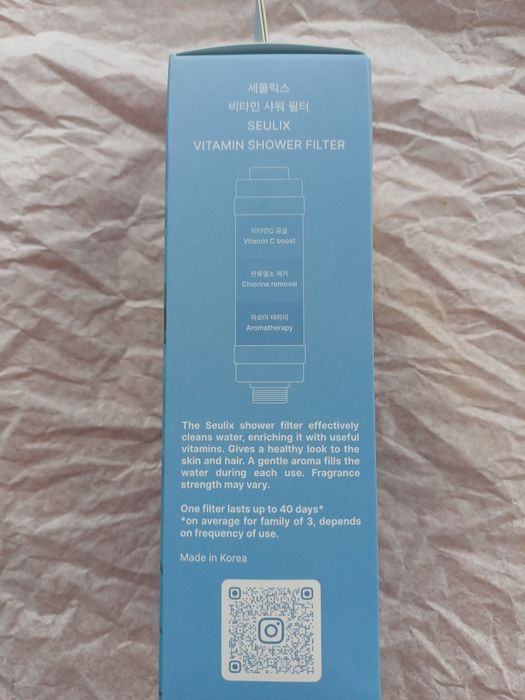 세울릭스
비타민 샤워 필터
SEULIX
VITAMIN SHOWER FILTER
비타민C 공급
Vitamin C boost
잔류염소 제거
Chlorine removal
아로마 테라피
Aromatherapy
The Seulix shower filter effectively
cleans water, enriching it with useful
vitamins. Gives a healthy look to the
skin and hair. A gentle aroma fills the
water during each use. Fragrance
strength may vary.
One filter lasts up to 40 days*
*on average for family of 3, depends
on frequency of use.
Made in Korea